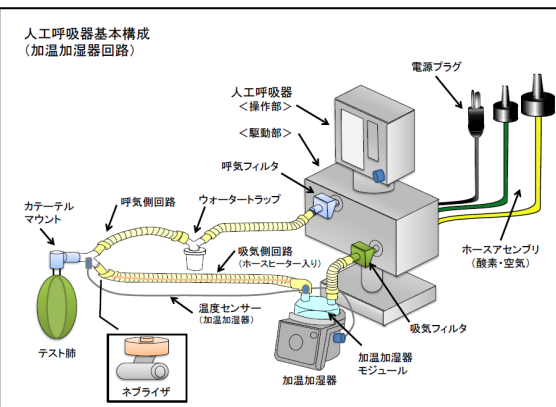 人工呼吸器基本構成
(加温加湿器回路)
電源プラグ
人工呼吸器
<操作部>
<駆動部>
呼気フィルタ
呼気側回路
ウォータートラップ
カテーテル
マウント
吸気側回路
(ホースヒーター入り)
ホースアセンブリ
(酸素・空気)
温度センサー
(加温加湿器)
吸気フィルタ
テスト肺
加温加湿器
モジュール
ネブライザ
加温加湿器